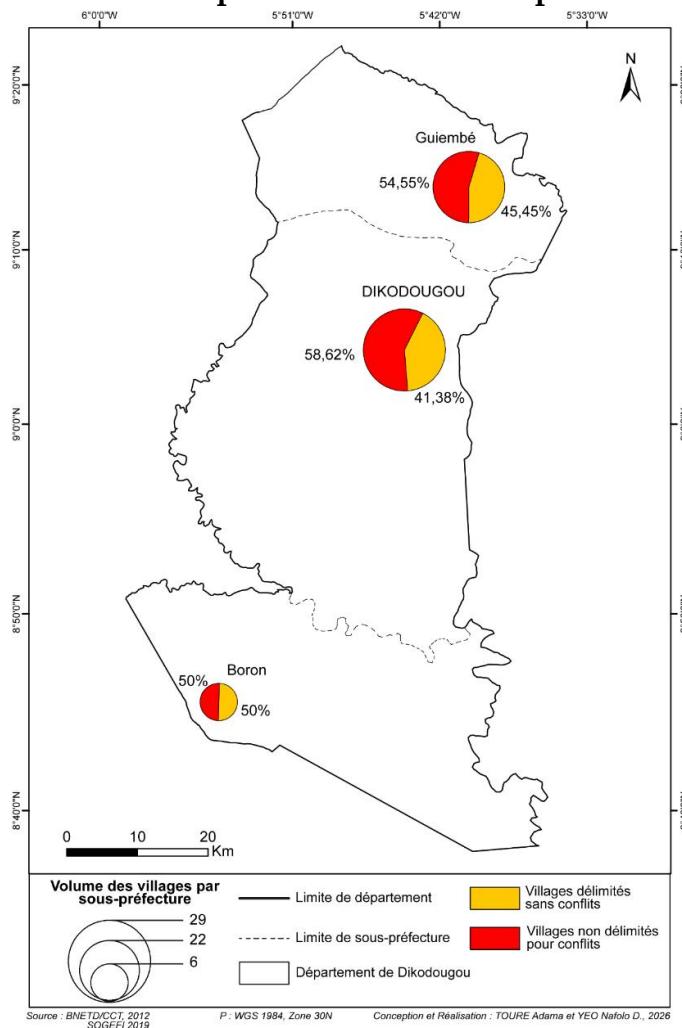 6°0'0"W 5°51'0"W 5°42'0"W 5°33'0"W
N
9°20'0"N
Guiembé
54,55%
45,45%
9°10'0"N
DIKODOUGOU
58,62%
41,38%
9°0'0"N
8°50'0"N
Boron
50%
50%
8°40'0"N
0 10 20
Km
Volume des villages par
sous-préfecture
29
22
6
Limite de département
Limite de sous-préfecture
Département de Dikodougou
Villages délimités
sans conflits
Villages non délimités
pour conflits
Source : BNETD/CCT, 2012
SOGEFI 2019
P : WGS 1984, Zone 30N
Conception et Réalisation : TOURE Adama et YEO Nafolo D., 2026